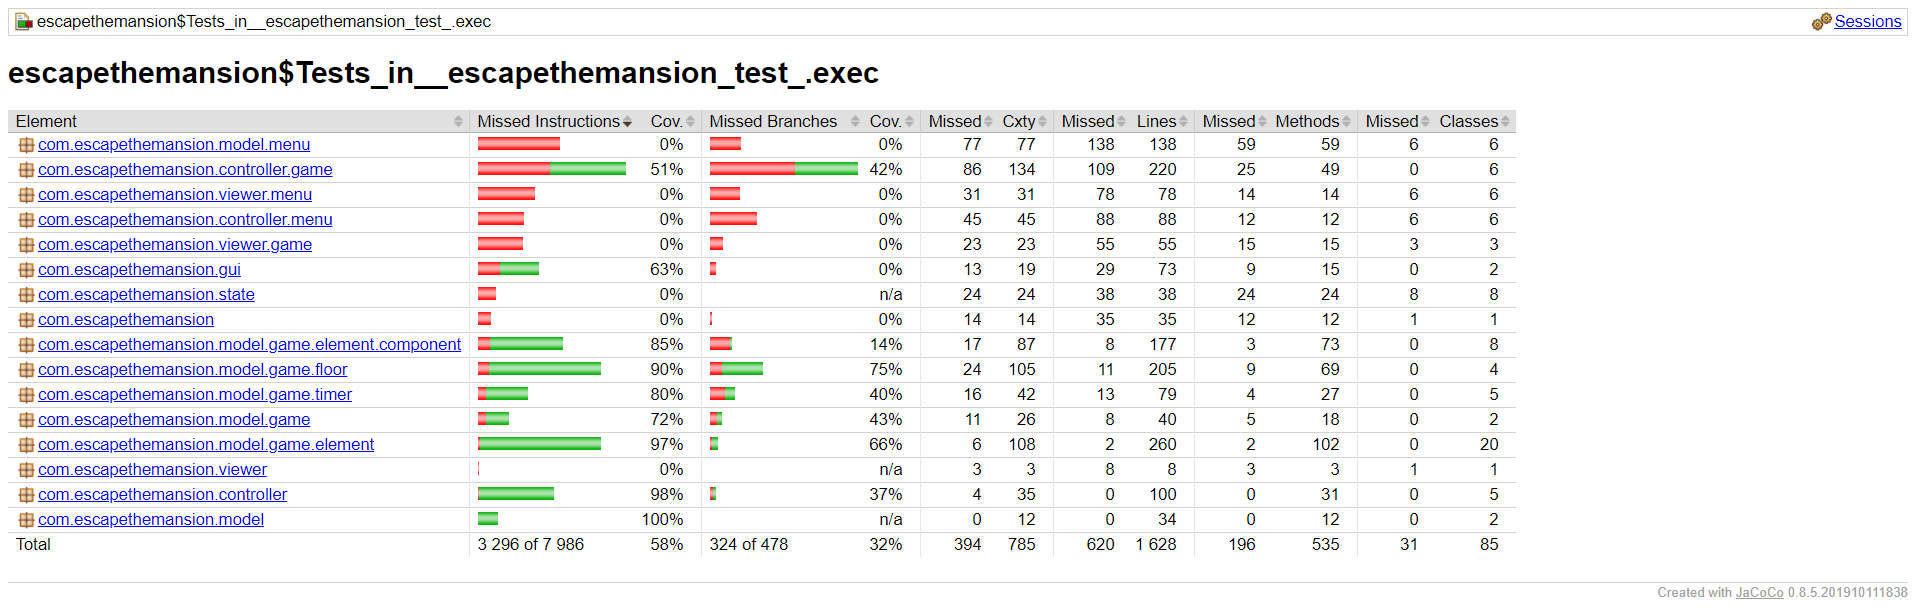 escapethemansion$Tests_in__escapethemansion_test_.exec Sessions
escapethemansion$Tests_in__escapethemansion_test_.exec
Element Missed Instructions Cov. Missed Branches Cov. Missed Cxty Missed Lines Missed Methods Missed Classes
com.escapethemansion.model.menu 0% 0% 77 77 138 138 59 59 6 6
com.escapethemansion.controller.game 51% 42% 86 134 109 220 25 49 0 6
com.escapethemansion.viewer.menu 0% 0% 31 31 78 78 14 14 6 6
com.escapethemansion.controller.menu 0% 0% 45 45 88 88 12 12 6 6
com.escapethemansion.viewer.game 0% 0% 23 23 55 55 15 15 3 3
com.escapethemansion.gui 63% 0% 13 19 29 73 9 15 0 2
com.escapethemansion.state 0% n/a 24 24 38 38 24 24 8 8
com.escapethemansion 0% 0% 14 14 35 35 12 12 1 1
com.escapethemansion.model.game.element.component 85% 14% 17 87 8 177 3 73 0 8
com.escapethemansion.model.game.floor 90% 75% 24 105 11 205 9 69 0 4
com.escapethemansion.model.game.timer 80% 40% 16 42 13 79 4 27 0 5
com.escapethemansion.model.game 72% 43% 11 26 8 40 5 18 0 2
com.escapethemansion.model.game.element 97% 66% 6 108 2 260 2 102 0 20
com.escapethemansion.viewer 0% n/a 3 3 8 8 3 3 1 1
com.escapethemansion.controller 98% 37% 4 35 0 100 0 31 0 5
com.escapethemansion.model 100% n/a 0 12 0 34 0 12 0 2
Total 3 296 of 7 986 58% 324 of 478 32% 394 785 620 1 628 196 535 31 85
Created with JaCoCo 0.8.5.201910111838